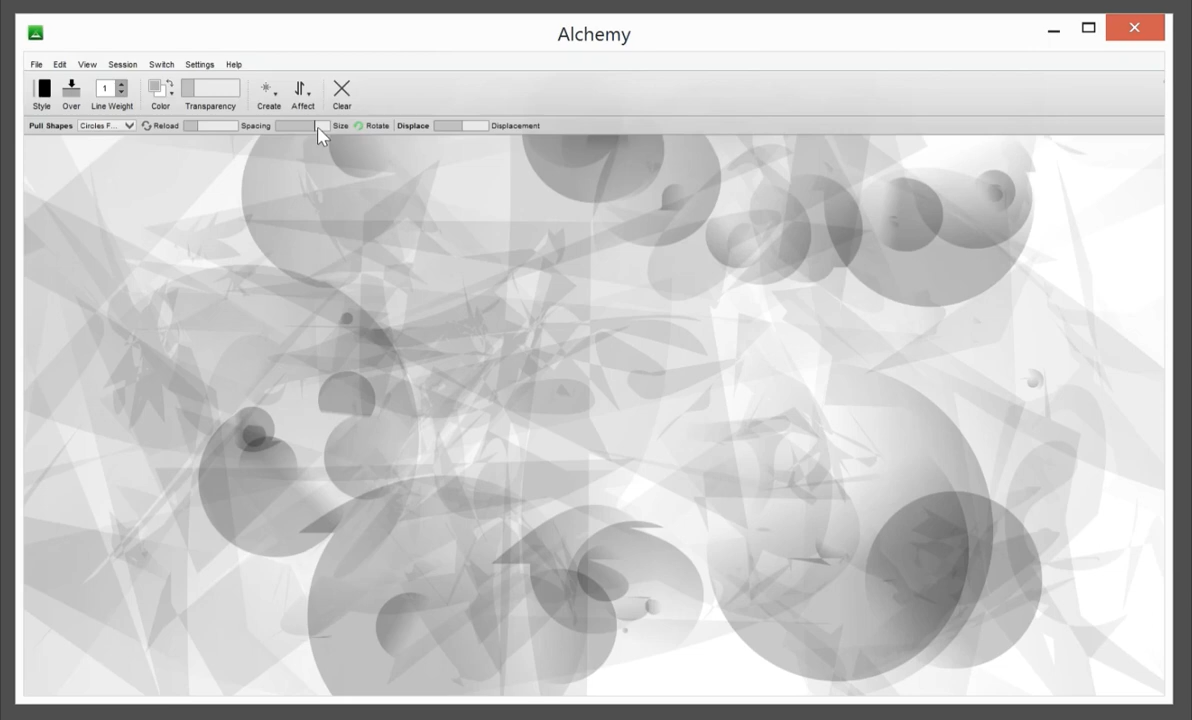 Alchemy
File Edit View Session Switch Settings Help
1
Style Over Line Weight Color Transparency Create Affect Clear
Pull Shapes Circles F... Reload Spacing Size Rotate Displace Displacement